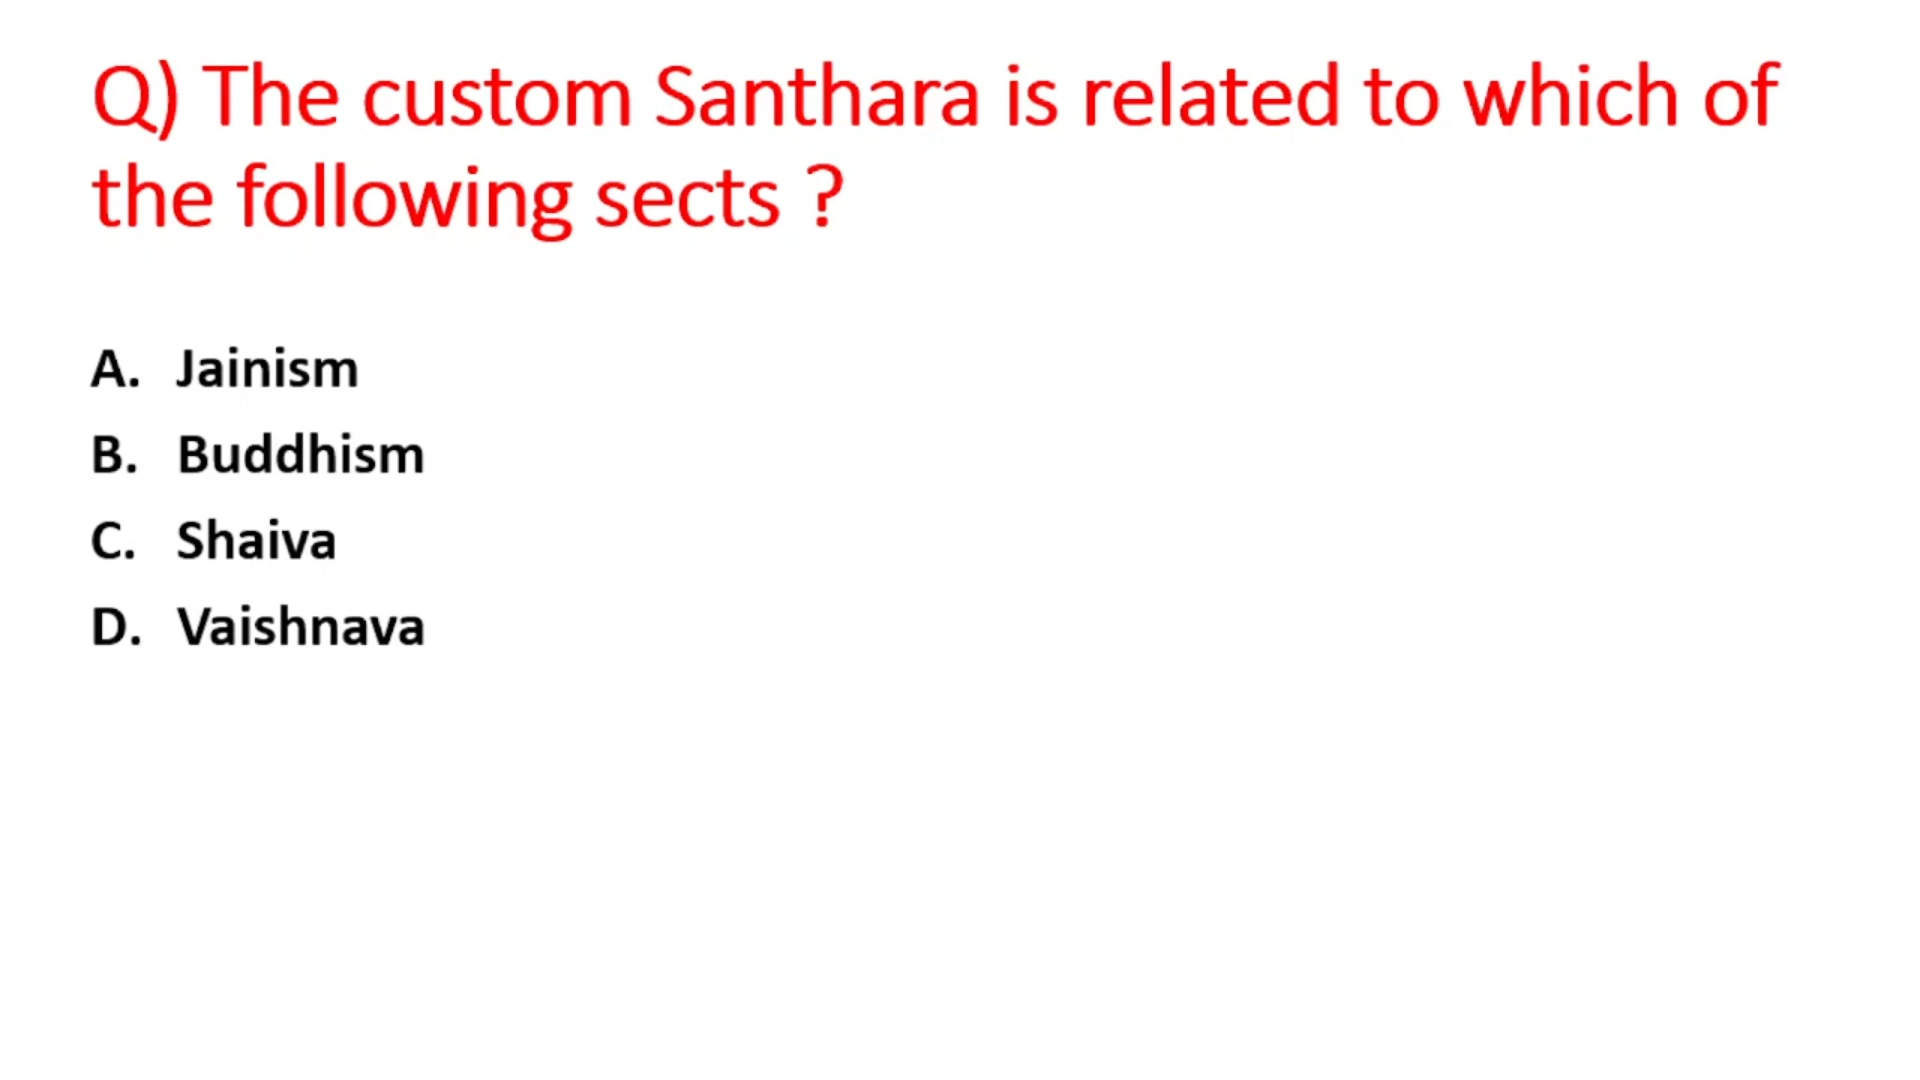 Q) The custom Santhara is related to which of
the following sects ?
A. Jainism
B. Buddhism
C. Shaiva
D. Vaishnava